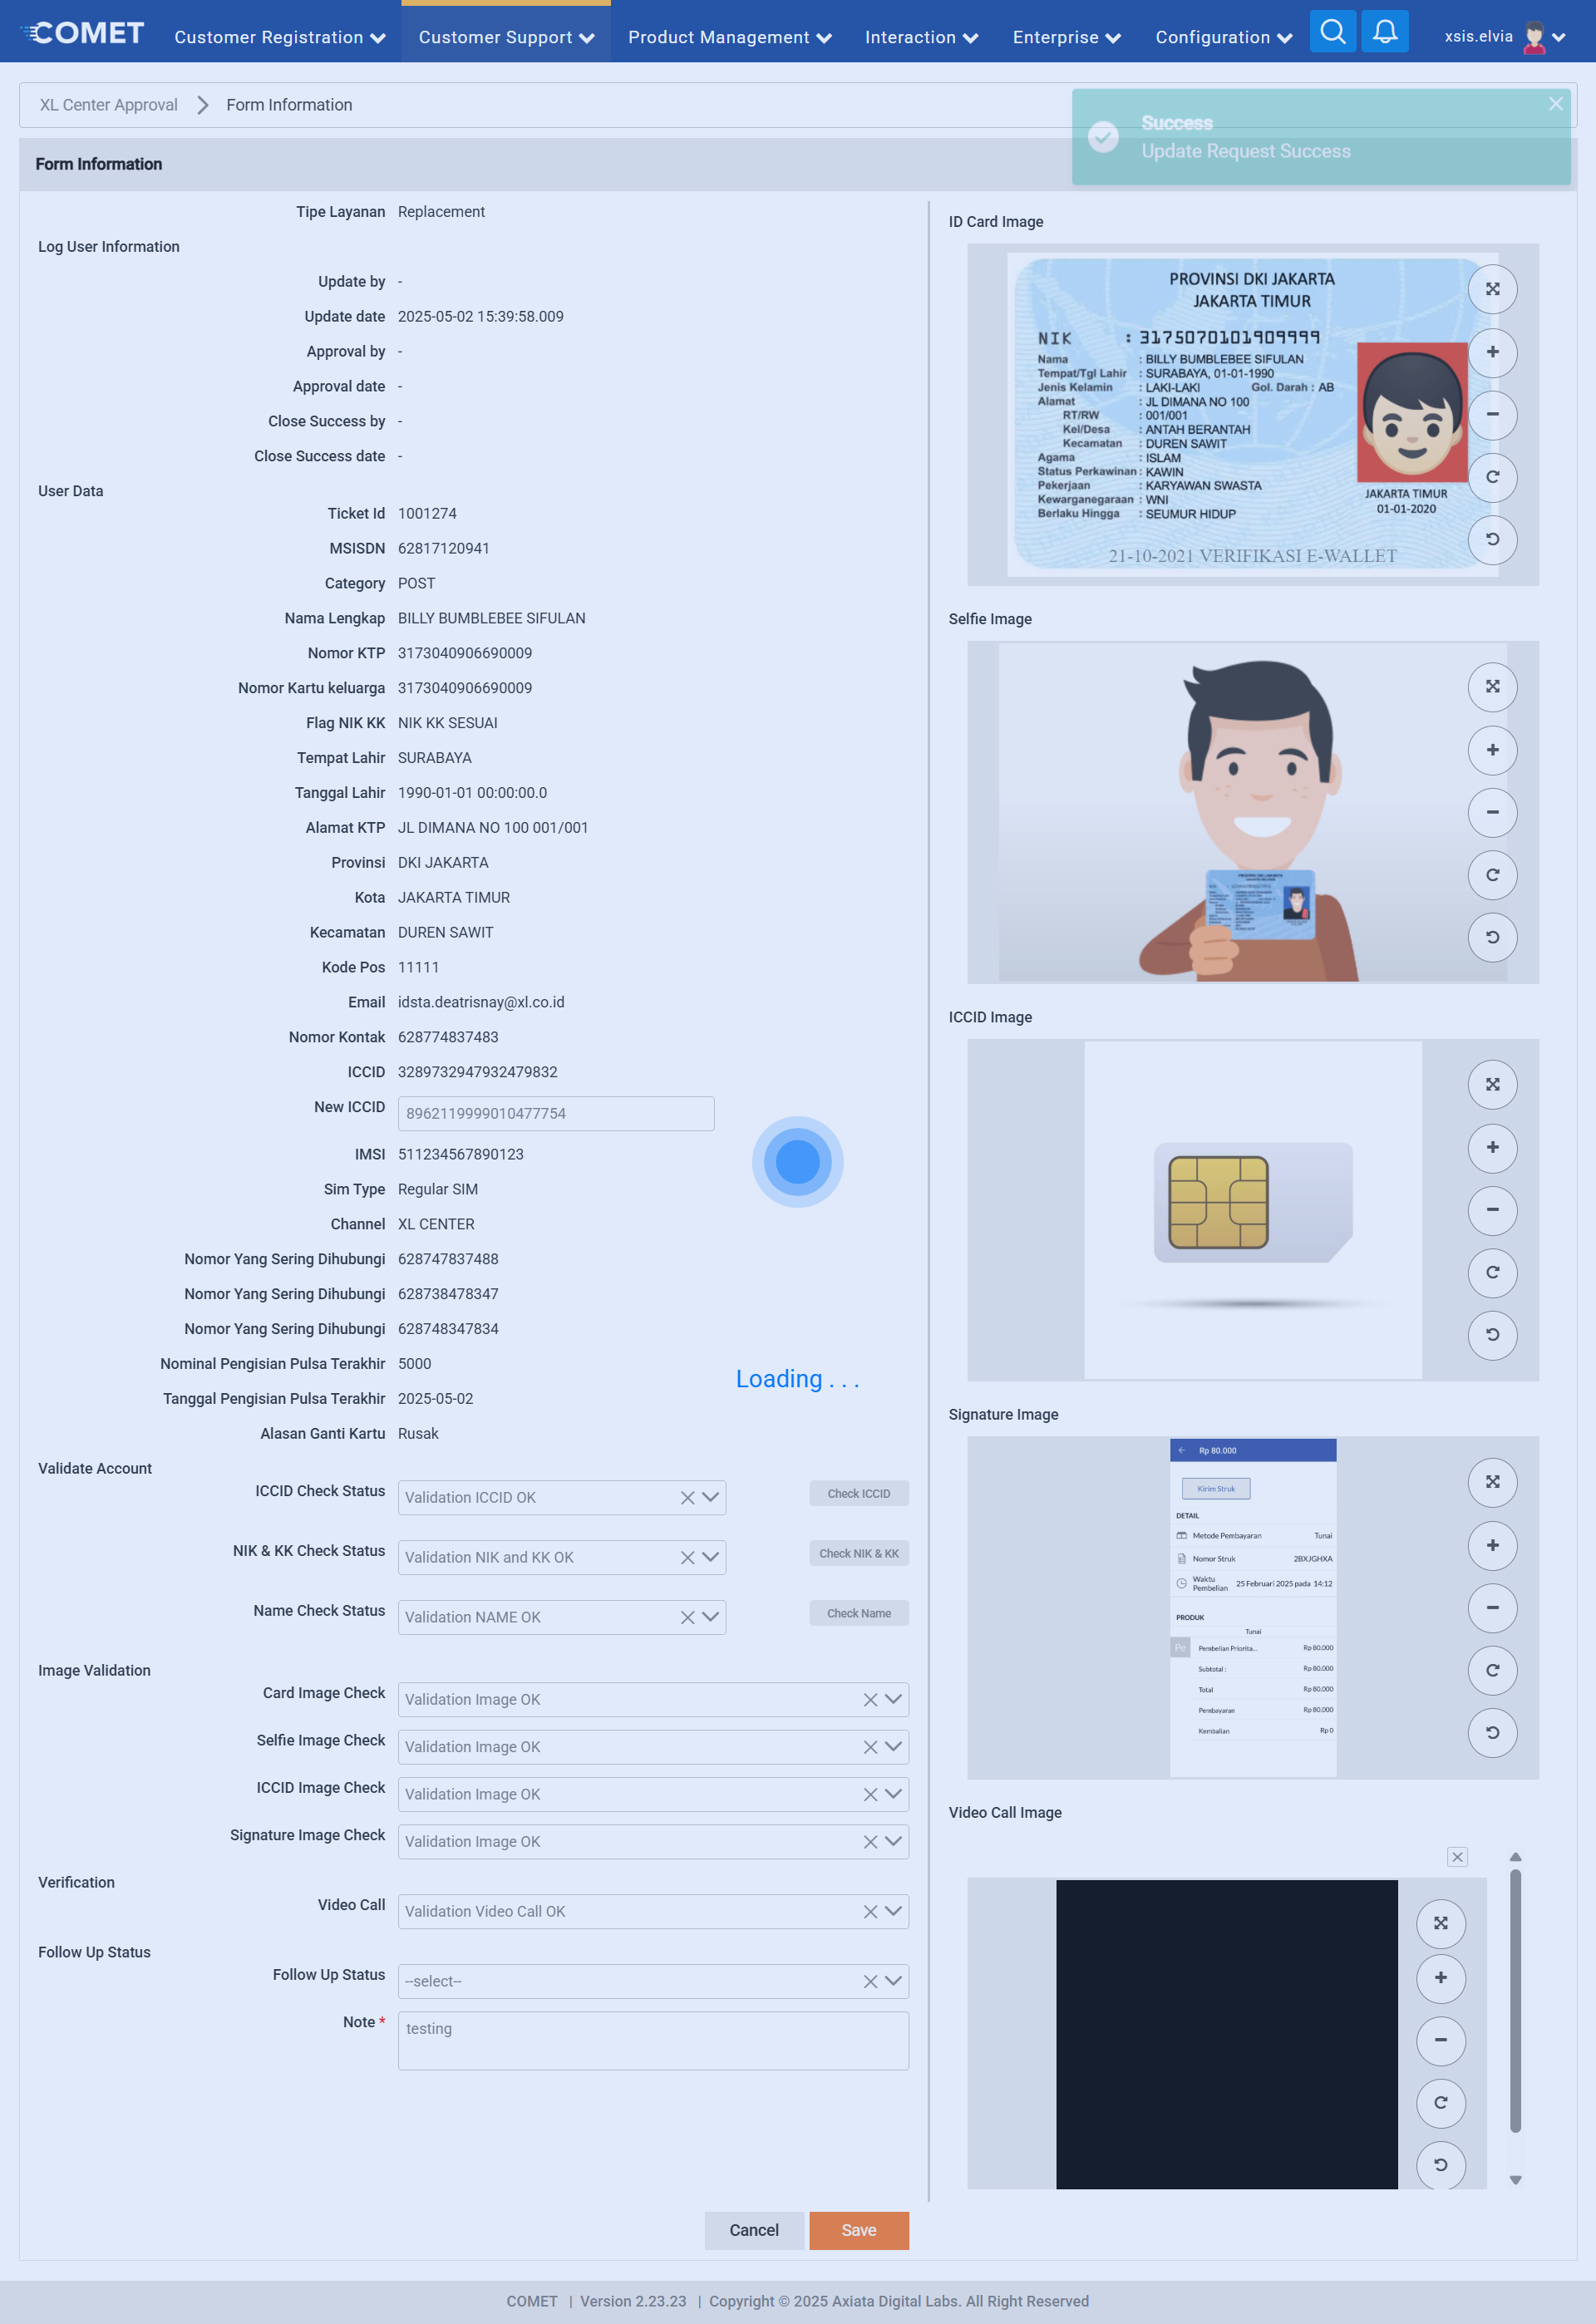 COMET
Customer Registration
Customer Support
Product Management
Interaction
Enterprise
Configuration
xsis.elvia
XL Center Approval
Form Information
Success
Update Request Success
Form Information
Tipe Layanan Replacement
Log User Information
Update by -
Update date 2025-05-02 15:39:58.009
Approval by -
Approval date -
Close Success by -
Close Success date -
User Data
Ticket Id 1001274
MSISDN 62817120941
Category POST
Nama Lengkap BILLY BUMBLEBEE SIFULAN
Nomor KTP 3173040906690009
Nomor Kartu keluarga 3173040906690009
Flag NIK KK NIK KK SESUAI
Tempat Lahir SURABAYA
Tanggal Lahir 1990-01-01 00:00:00.0
Alamat KTP JL DIMANA NO 100 001/001
Provinsi DKI JAKARTA
Kota JAKARTA TIMUR
Kecamatan DUREN SAWIT
Kode Pos 11111
Email idsta.deatrisnay@xl.co.id
Nomor Kontak 628774837483
ICCID 3289732947932479832
New ICCID 8962119999010477754
IMSI 511234567890123
Sim Type Regular SIM
Channel XL CENTER
Nomor Yang Sering Dihubungi 628747837488
Nomor Yang Sering Dihubungi 628738478347
Nomor Yang Sering Dihubungi 628748347834
Nominal Pengisian Pulsa Terakhir 5000
Tanggal Pengisian Pulsa Terakhir 2025-05-02
Alasan Ganti Kartu Rusak
Loading . . .
Validate Account
ICCID Check Status Validation ICCID OK Check ICCID
NIK & KK Check Status Validation NIK and KK OK Check NIK & KK
Name Check Status Validation NAME OK Check Name
Image Validation
Card Image Check Validation Image OK
Selfie Image Check Validation Image OK
ICCID Image Check Validation Image OK
Signature Image Check Validation Image OK
Verification
Video Call Validation Video Call OK
Follow Up Status
Follow Up Status --select--
Note * testing
Cancel
Save
ID Card Image
PROVINSI DKI JAKARTA
JAKARTA TIMUR
NIK : 3175070101909999
Nama : BILLY BUMBLEBEE SIFULAN
Tempat/Tgl Lahir : SURABAYA, 01-01-1990
Jenis Kelamin : LAKI-LAKI Gol. Darah : AB
Alamat : JL DIMANA NO 100
RT/RW : 001/001
Kel/Desa : ANTAH BERANTAH
Kecamatan : DUREN SAWIT
Agama : ISLAM
Status Perkawinan : KAWIN
Pekerjaan : KARYAWAN SWASTA
Kewarganegaraan : WNI
Berlaku Hingga : SEUMUR HIDUP
JAKARTA TIMUR
01-01-2020
21-10-2021 VERIFIKASI E-WALLET
Selfie Image
ICCID Image
Signature Image
Rp 80.000
Kirim Struk
DETAIL
Metode Pembayaran Tunai
Nomor Struk 2BXJGHXA
Waktu Pembelian 25 Februari 2025 pada 14:12
PRODUK
Tunai
Pe Pembelian Priorita... Rp 80.000
Subtotal : Rp 80.000
Total Rp 80.000
Pembayaran Rp 80.000
Kembalian Rp 0
Video Call Image
COMET | Version 2.23.23 | Copyright © 2025 Axiata Digital Labs. All Right Reserved